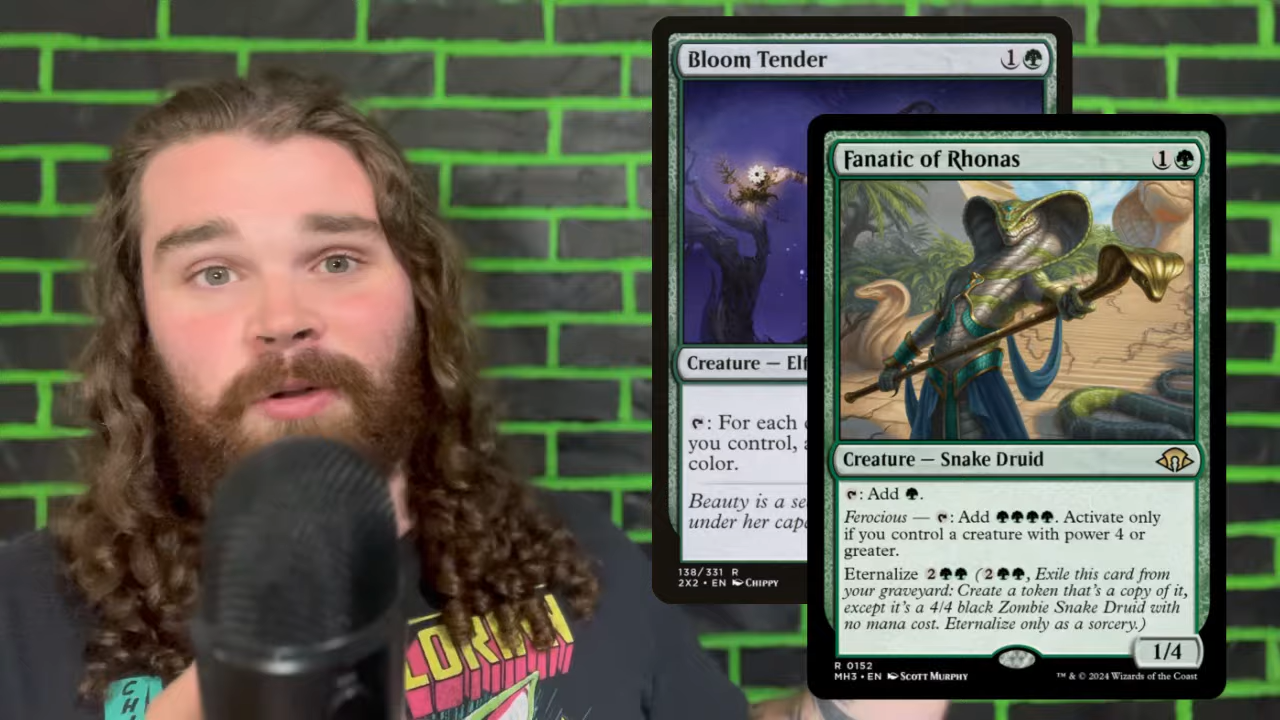 Bloom Tender 1
Creature — Elf
: For each
you control, a
color.
Beauty is a se
under her cape
138/331 R
2X2 • EN CHIPPY
Fanatic of Rhonas 1
Creature — Snake Druid
: Add .
Ferocious — : Add . Activate only
if you control a creature with power 4 or
greater.
Eternalize 2 (2, Exile this card from
your graveyard: Create a token that's a copy of it,
except it's a 4/4 black Zombie Snake Druid with
no mana cost. Eternalize only as a sorcery.)
1/4
R 0152
MH3 • EN SCOTT MURPHY
™ & © 2024 Wizards of the Coast
CHI